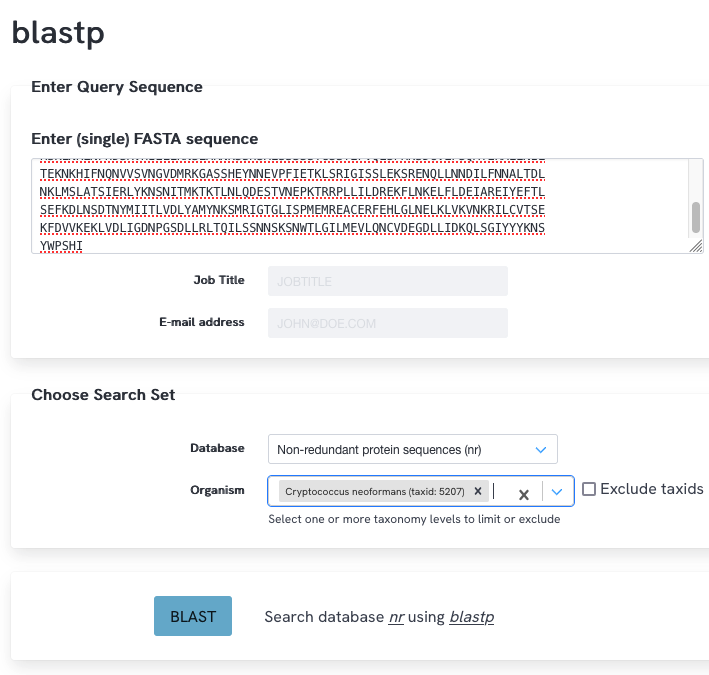 blastp
Enter Query Sequence
Enter (single) FASTA sequence
TEKNKHIFNQNVVSVNGVDMRKGASSHEYNNEVPFIETKLSRIGISSLEKSRENQLLNNDILFNNALTDL
NKLMSLATSIERLYKNSNITMKTKTLNLQDESTVNEPKTRRPLLILDREKFLNKELFLDEIAREIYEFTL
SEFKDLNSDTNYMIITLVDLYAMYNKSMRIGTGLISPMEMREACERFEHLGLNELKLVKVNKRILCVTSE
KFDVVKEKLVDLIGDNPGSDLLRLTQILSSNNSKSNWTLGILMEVLQNCVDEGDLLIDKQLSGIYYYKNS
YWPSHI
Job Title
JOBTITLE
E-mail address
JOHN@DOE.COM
Choose Search Set
Database
Non-redundant protein sequences (nr)
Organism
Cryptococcus neoformans (taxid: 5207)
Exclude taxids
Select one or more taxonomy levels to limit or exclude
BLAST
Search database nr using blastp